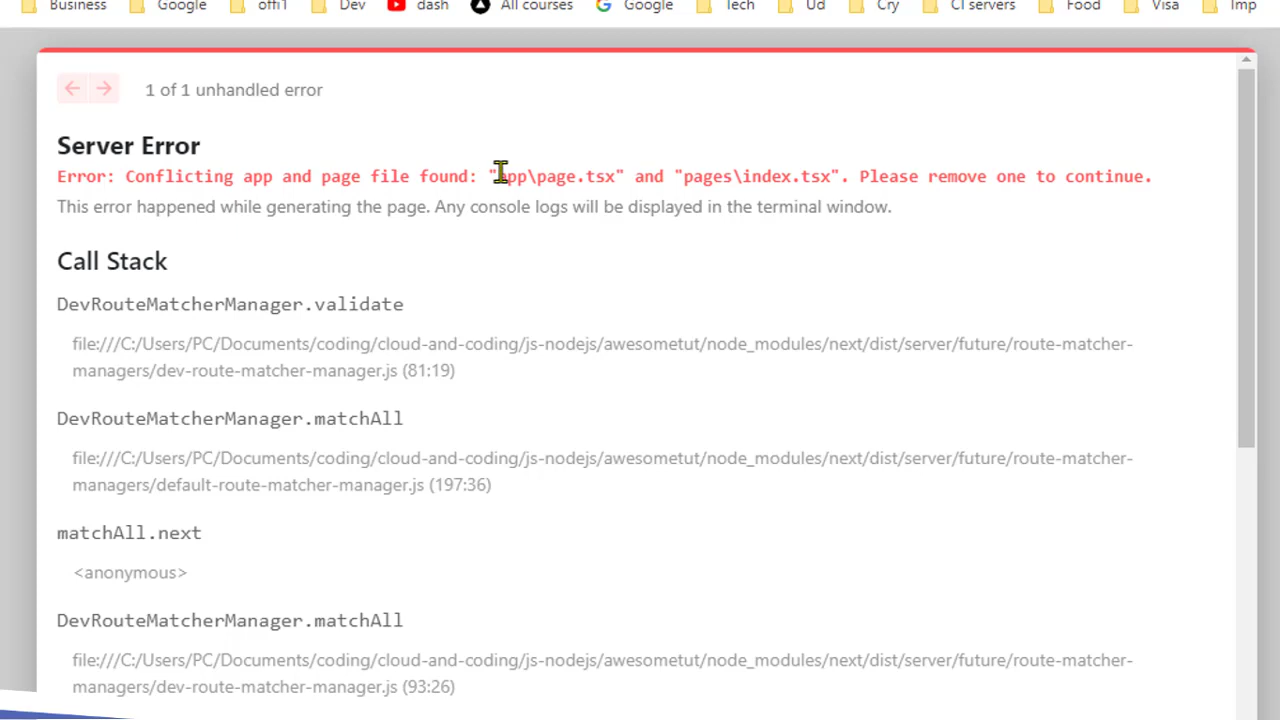 Business Google offi1 Dev dash All courses Google Tech Ud Cry CI servers Food Visa Imp
1 of 1 unhandled error
Server Error
Error: Conflicting app and page file found: "app\page.tsx" and "pages\index.tsx". Please remove one to continue.
This error happened while generating the page. Any console logs will be displayed in the terminal window.
Call Stack
DevRouteMatcherManager.validate
file:///C:/Users/PC/Documents/coding/cloud-and-coding/js-nodejs/awesometut/node_modules/next/dist/server/future/route-matcher-
managers/dev-route-matcher-manager.js (81:19)
DevRouteMatcherManager.matchAll
file:///C:/Users/PC/Documents/coding/cloud-and-coding/js-nodejs/awesometut/node_modules/next/dist/server/future/route-matcher-
managers/default-route-matcher-manager.js (197:36)
matchAll.next
<anonymous>
DevRouteMatcherManager.matchAll
file:///C:/Users/PC/Documents/coding/cloud-and-coding/js-nodejs/awesometut/node_modules/next/dist/server/future/route-matcher-
managers/dev-route-matcher-manager.js (93:26)